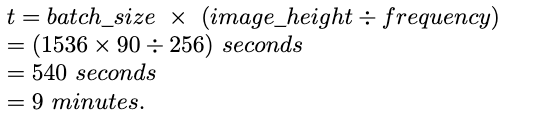 t = batch_size × (image_height ÷ frequency)
= (1536 × 90 ÷ 256) seconds
= 540 seconds
= 9 minutes.